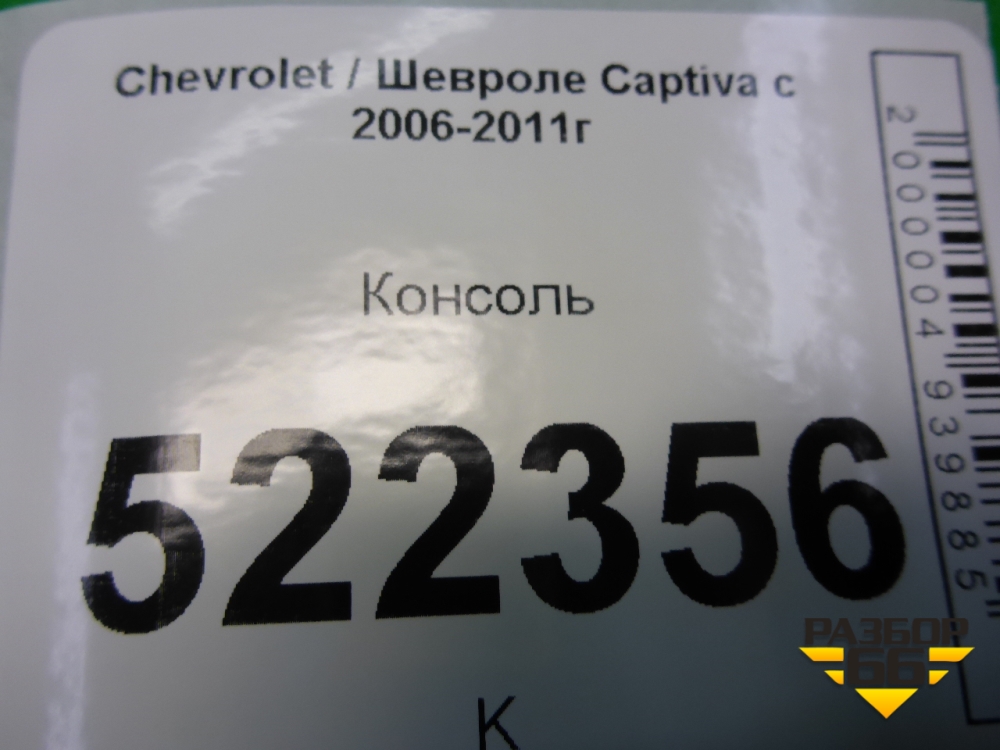 Chevrolet / Шевроле Captiva с
2006-2011г
Консоль
522356
К
2000004939885
РАЗБОР
66